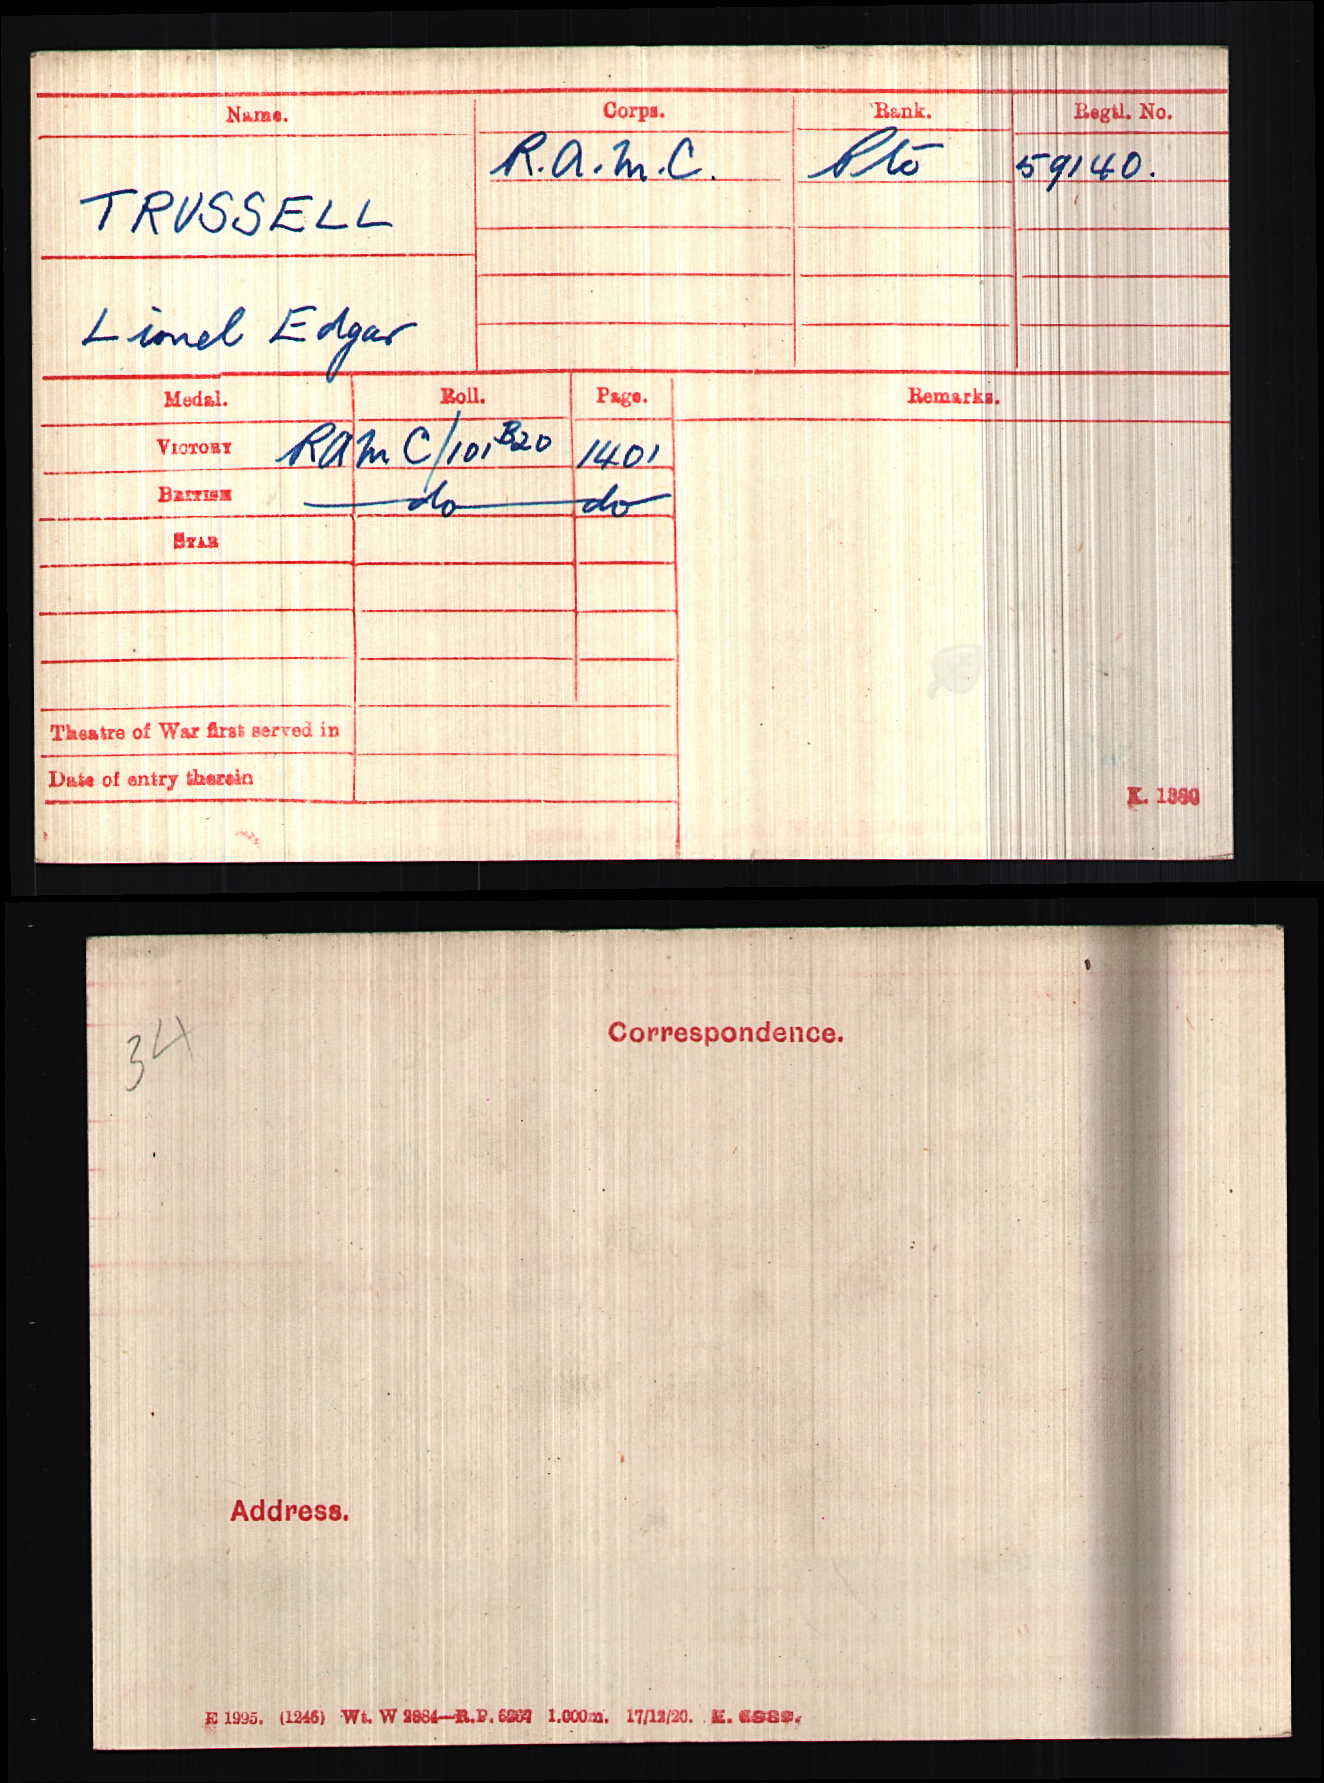 Name. Corps. Rank. Regtl. No.
R.A.M.C. Pte 59140.
TRUSSELL
Lionel Edgar
Medal. Roll. Page. Remarks.
VICTORY RAMC/101 B20 1401
BRITISH do do
STAR
Theatre of War first served in
Date of entry therein
K. 1380
34
Correspondence.
Address.
E 1995. (1246) Wt. W 2884—R.P. 1,000m. 17/12/20.